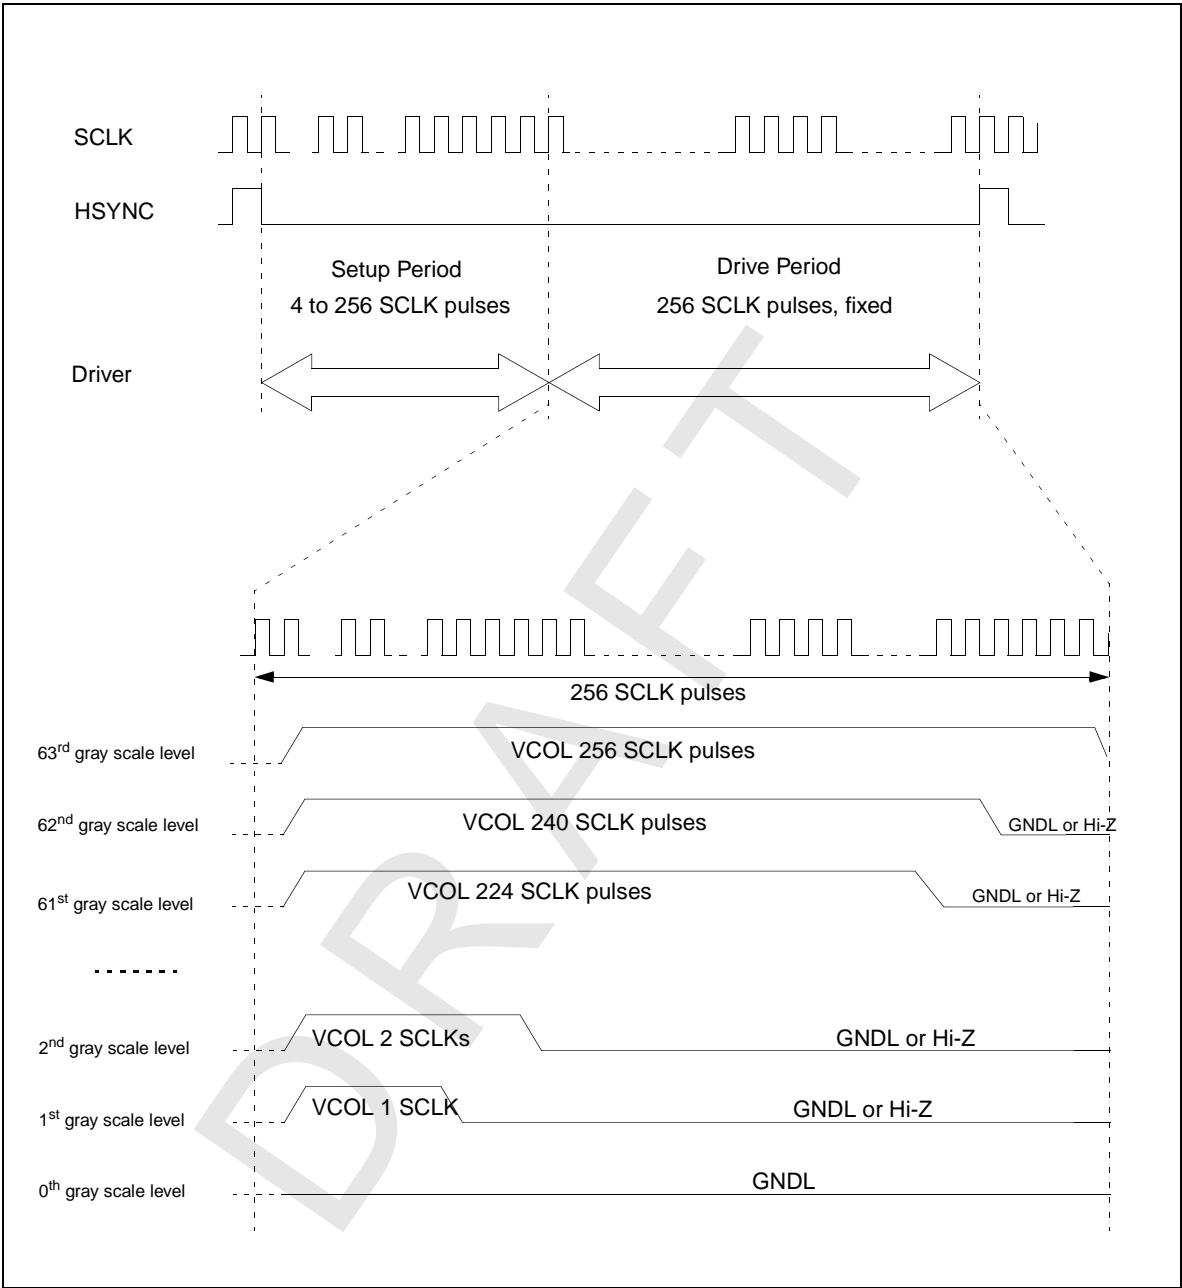 SCLK
HSYNC
Setup Period
4 to 256 SCLK pulses
Drive Period
256 SCLK pulses, fixed
Driver
256 SCLK pulses
63rd gray scale level
VCOL 256 SCLK pulses
62nd gray scale level
VCOL 240 SCLK pulses
GNDL or Hi-Z
61st gray scale level
VCOL 224 SCLK pulses
GNDL or Hi-Z
2nd gray scale level
VCOL 2 SCLKs
GNDL or Hi-Z
1st gray scale level
VCOL 1 SCLK
GNDL or Hi-Z
0th gray scale level
GNDL
DRAFT